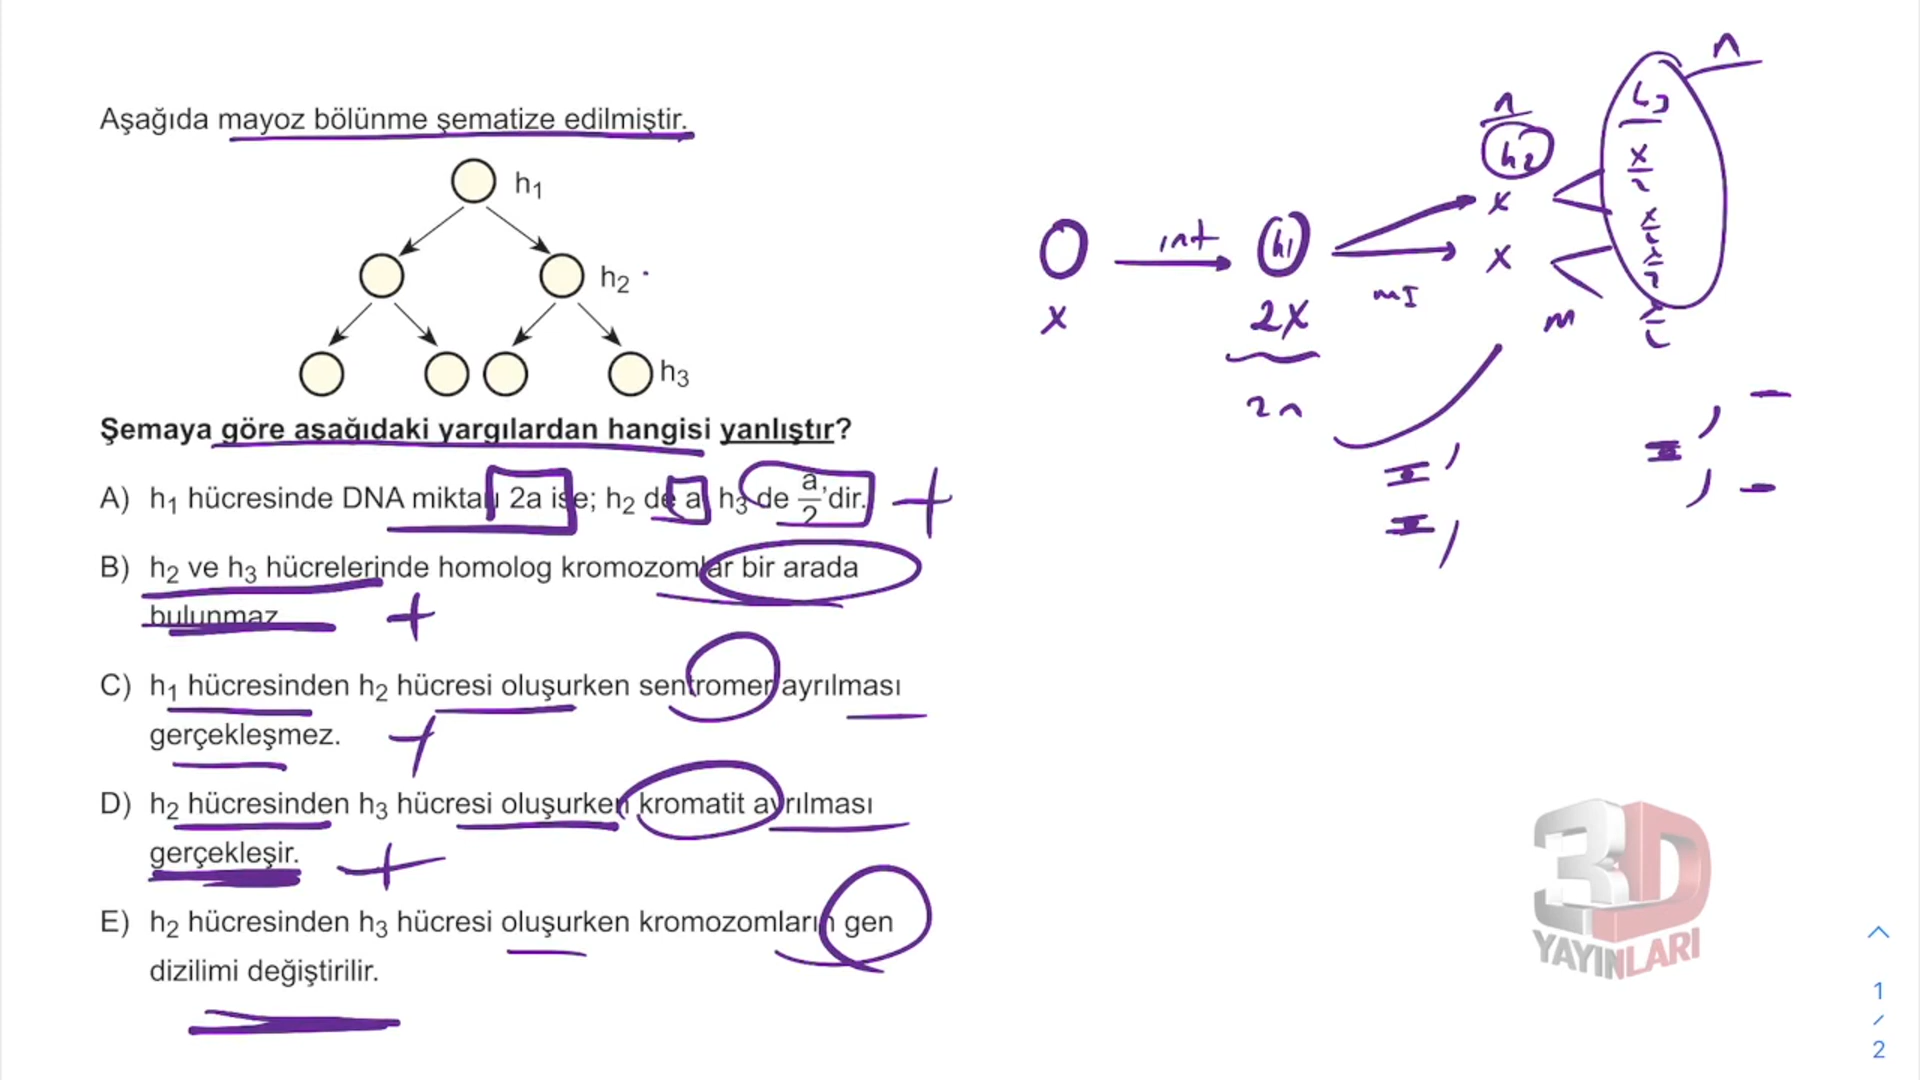 Aşağıda mayoz bölünme şematize edilmiştir.
h1
h2
h3
Şemaya göre aşağıdaki yargılardan hangisi yanlıştır?
A) h1 hücresinde DNA miktarı 2a ise; h2 de a, h3 de a/2 'dir.
B) h2 ve h3 hücrelerinde homolog kromozomlar bir arada
bulunmaz.
C) h1 hücresinden h2 hücresi oluşurken sentromer ayrılması
gerçekleşmez.
D) h2 hücresinden h3 hücresi oluşurken kromatit ayrılması
gerçekleşir.
E) h2 hücresinden h3 hücresi oluşurken kromozomların gen
dizilimi değiştirilir.
x
int
h1
2x
2n
mI
n
h2
x
x
m
n
x/2
3D
YAYINLARI
1
/
2